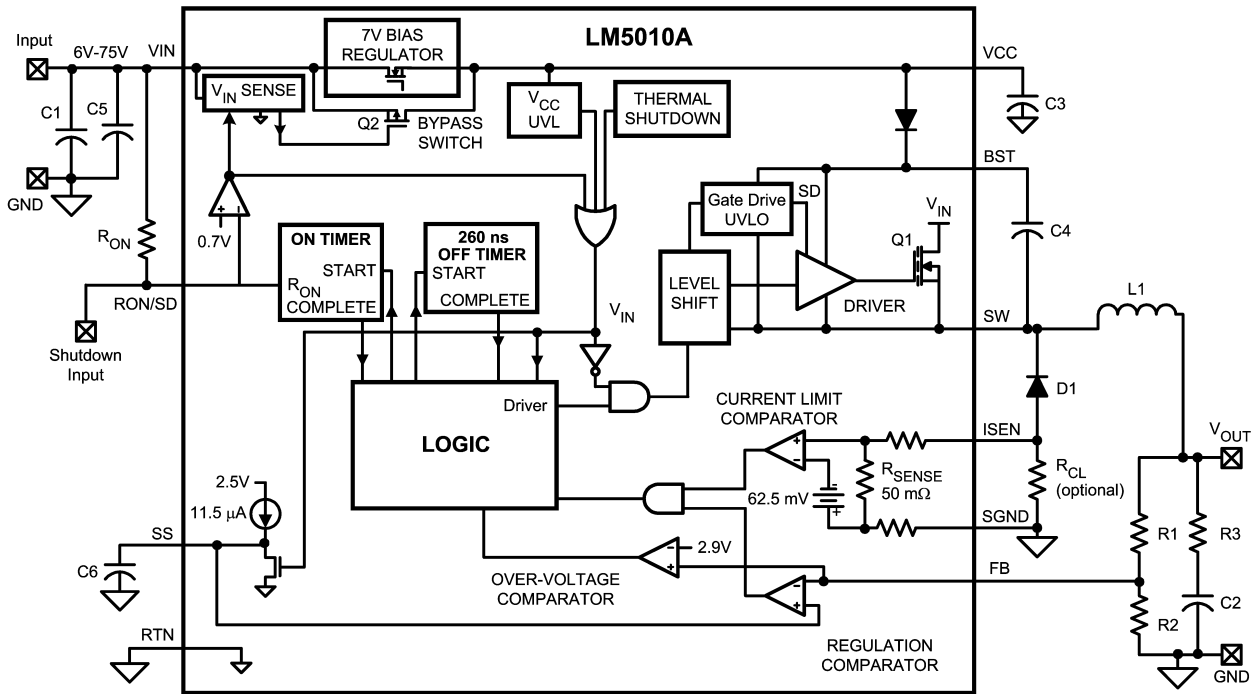 LM5010A
Input
6V-75V
VIN
7V BIAS
REGULATOR
VCC
C1
C5
VIN SENSE
Q2
BYPASS
SWITCH
VCC
UVL
THERMAL
SHUTDOWN
C3
GND
BST
0.7V
RON
Gate Drive
UVLO
SD
VIN
Q1
C4
ON TIMER
START
RON
COMPLETE
260 ns
OFF TIMER
START
COMPLETE
LEVEL
SHIFT
DRIVER
RON/SD
VIN
SW
L1
Shutdown
Input
Driver
LOGIC
CURRENT LIMIT
COMPARATOR
D1
ISEN
+
-
RSENSE
50 mΩ
62.5 mV
-
+
RCL
(optional)
VOUT
2.5V
11.5 µA
SS
SGND
R1
R3
C6
2.9V
-
+
OVER-VOLTAGE
COMPARATOR
FB
-
+
R2
C2
RTN
REGULATION
COMPARATOR
GND
+
-